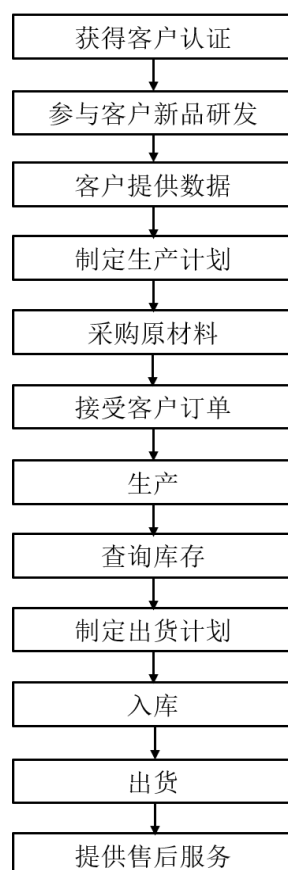 获得客户认证
参与客户新品研发
客户提供数据
制定生产计划
采购原材料
接受客户订单
生产
查询库存
制定出货计划
入库
出货
提供售后服务